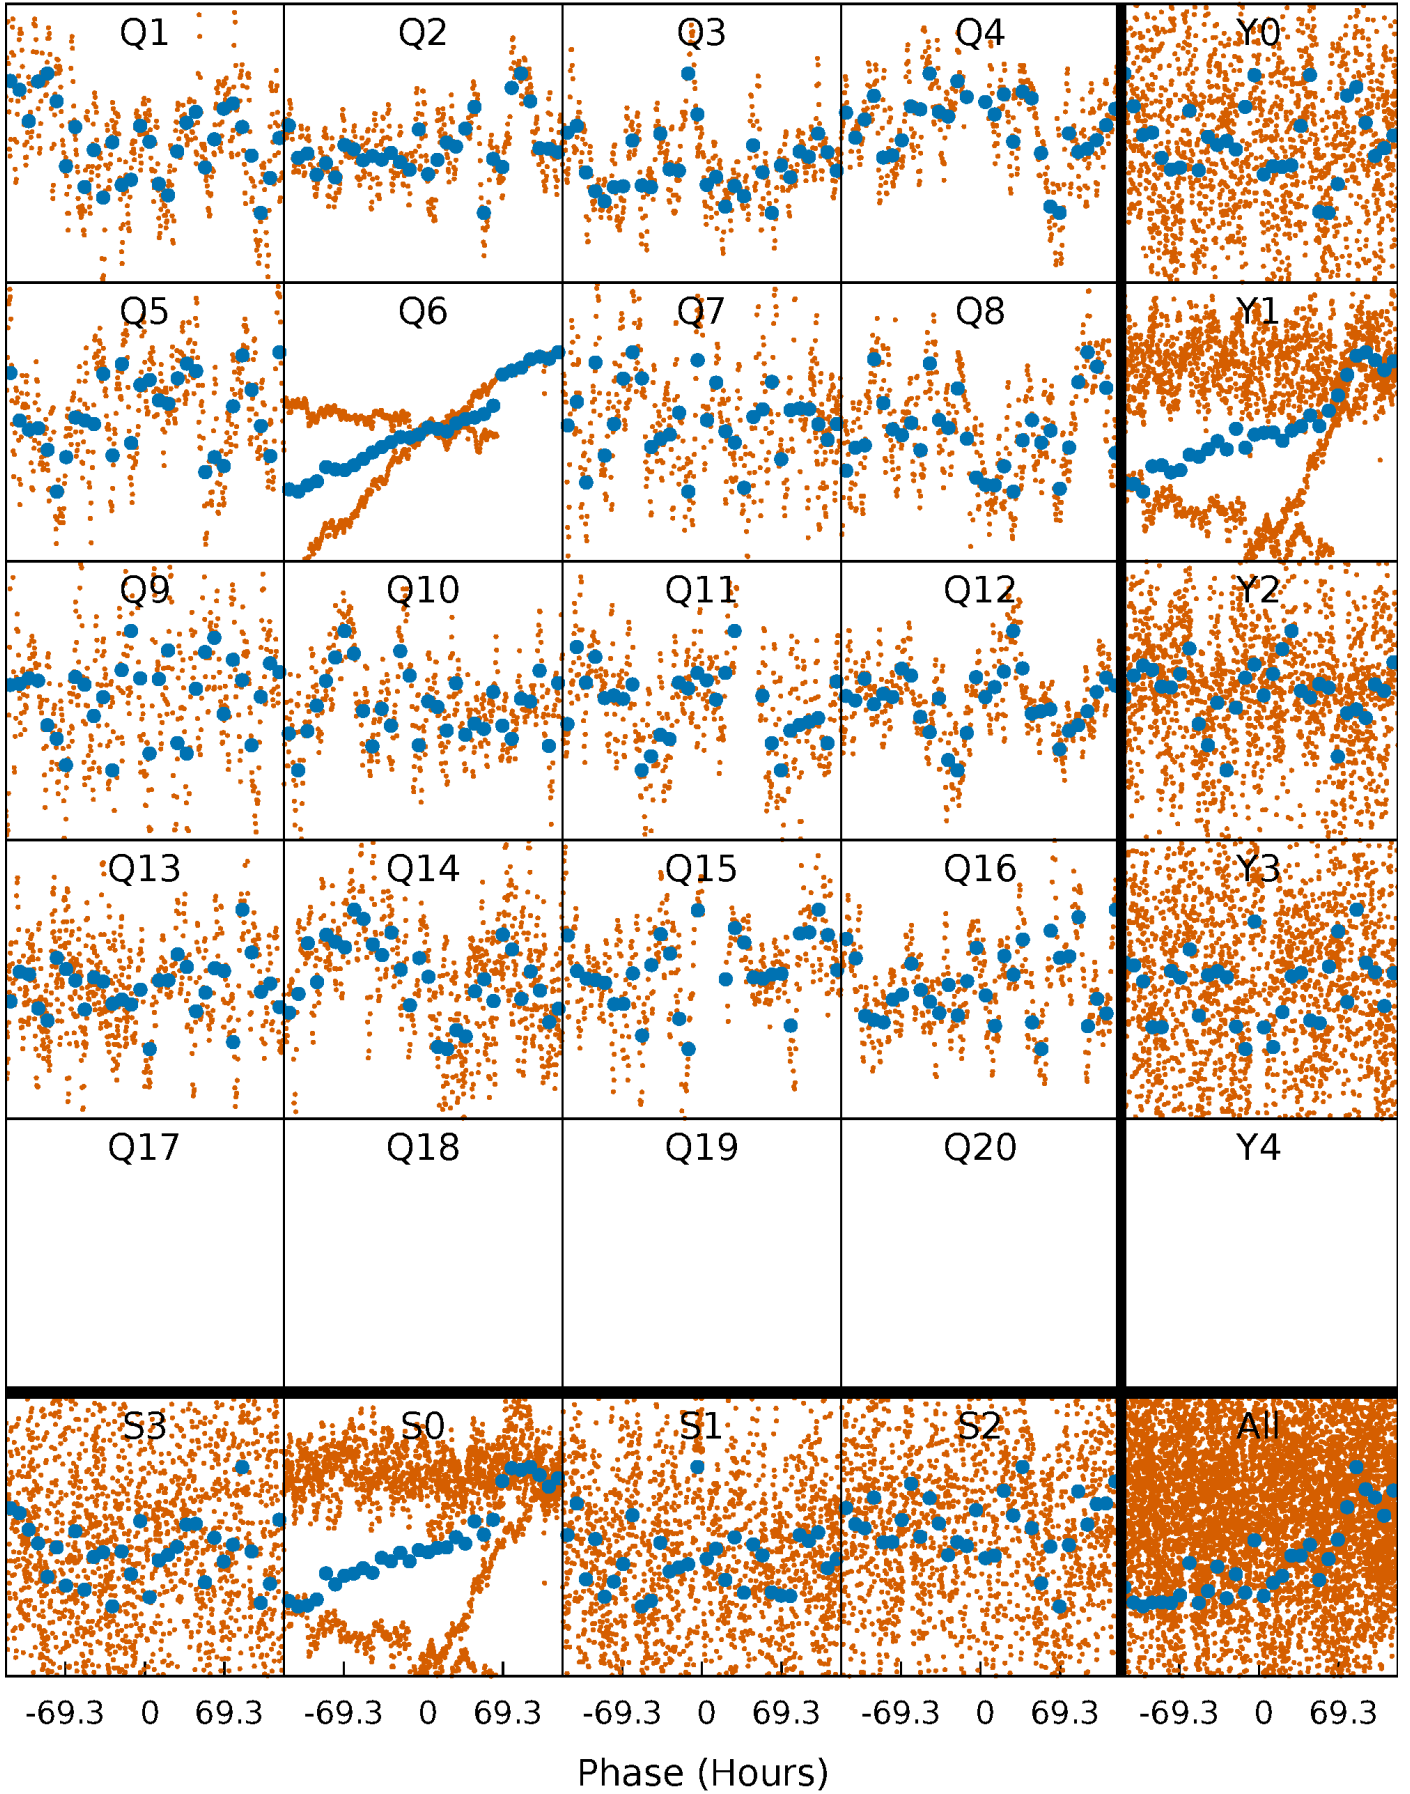 Q1 Q2 Q3 Q4 Y0
Q5 Q6 Q7 Q8 Y1
Q9 Q10 Q11 Q12 Y2
Q13 Q14 Q15 Q16 Y3
Q17 Q18 Q19 Q20 Y4
S3 S0 S1 S2 All
-69.3 0 69.3 -69.3 0 69.3 -69.3 0 69.3 -69.3 0 69.3 -69.3 0 69.3
Phase (Hours)